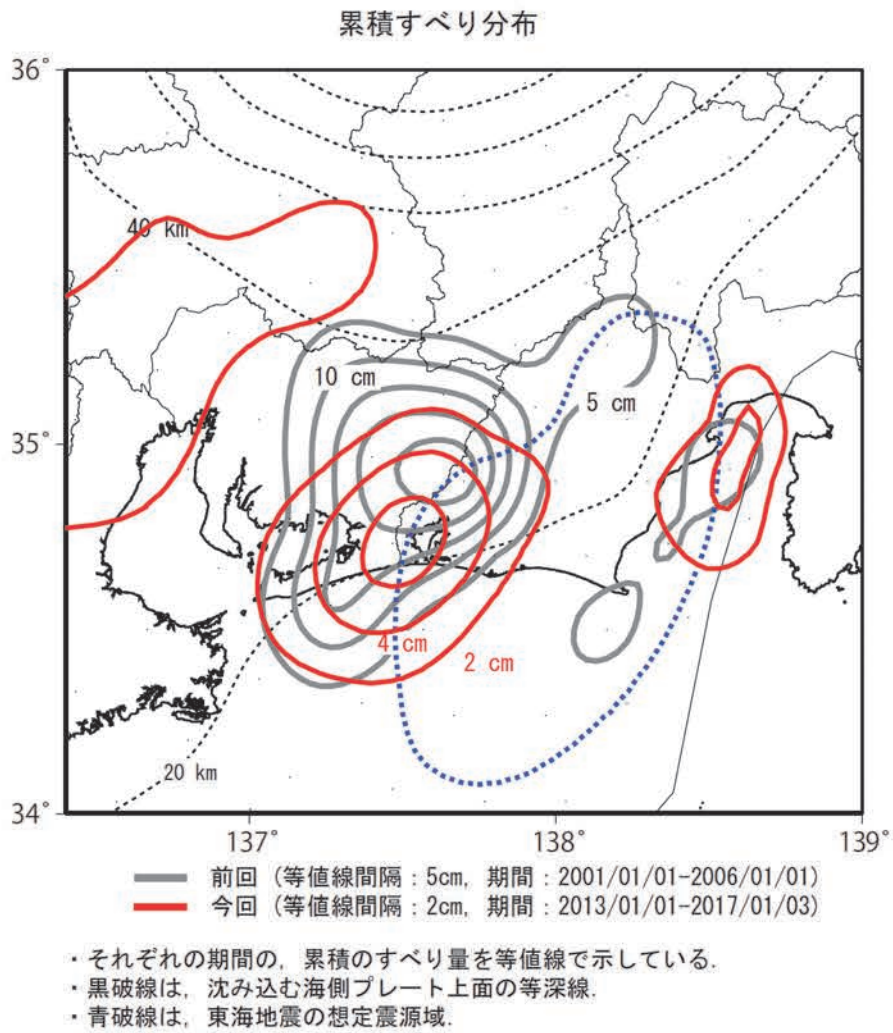 累積すべり分布
36°
40 km
10 cm
5 cm
35°
4 cm
2 cm
20 km
34°
137°
138°
139°
前回（等値線間隔：5cm, 期間：2001/01/01-2006/01/01）
今回（等値線間隔：2cm, 期間：2013/01/01-2017/01/03）
・それぞれの期間の, 累積のすべり量を等値線で示している.
・黒破線は, 沈み込む海側プレート上面の等深線.
・青破線は, 東海地震の想定震源域.